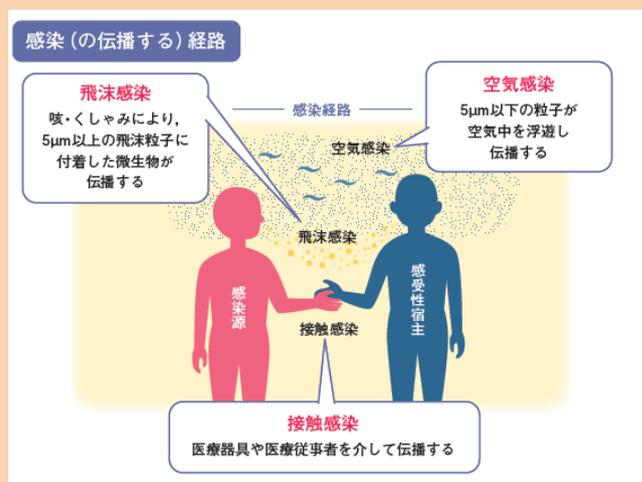 感染(の伝播する)経路
飛沫感染
咳・くしゃみにより,
5μm以上の飛沫粒子に
付着した微生物が
伝播する
感染経路
空気感染
5μm以下の粒子が
空気中を浮遊し
伝播する
空気感染
飛沫感染
感染源
感受性宿主
接触感染
接触感染
医療器具や医療従事者を介して伝播する